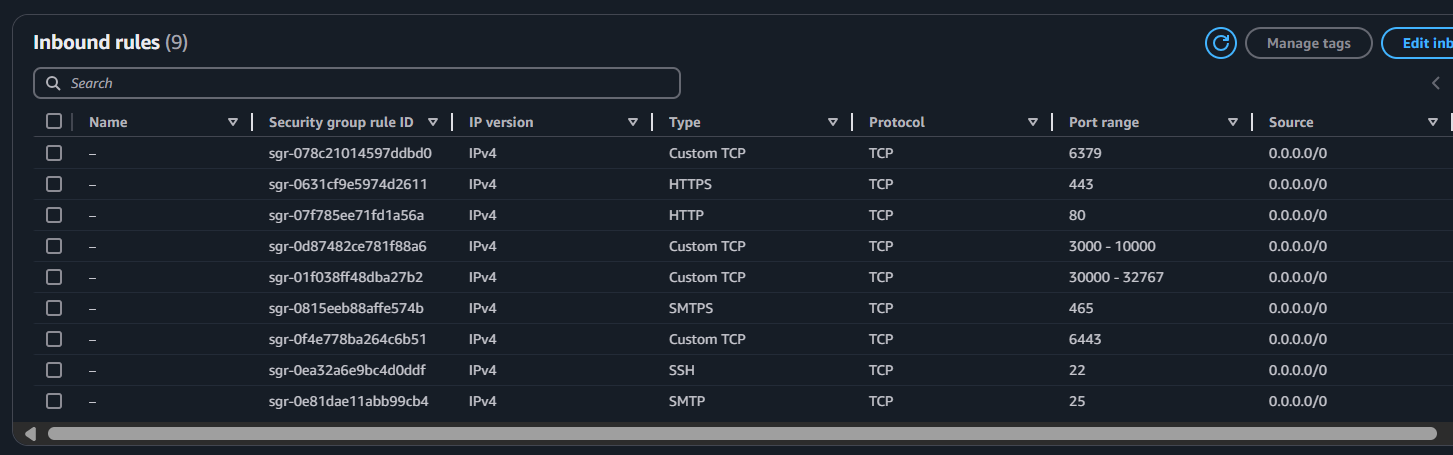 Inbound rules (9)
Manage tags
Edit inb
Search
Name Security group rule ID IP version Type Protocol Port range Source
– sgr-078c21014597ddbd0 IPv4 Custom TCP TCP 6379 0.0.0.0/0
– sgr-0631cf9e5974d2611 IPv4 HTTPS TCP 443 0.0.0.0/0
– sgr-07f785ee71fd1a56a IPv4 HTTP TCP 80 0.0.0.0/0
– sgr-0d87482ce781f88a6 IPv4 Custom TCP TCP 3000 - 10000 0.0.0.0/0
– sgr-01f038ff48dba27b2 IPv4 Custom TCP TCP 30000 - 32767 0.0.0.0/0
– sgr-0815eeb88affe574b IPv4 SMTPS TCP 465 0.0.0.0/0
– sgr-0f4e778ba264c6b51 IPv4 Custom TCP TCP 6443 0.0.0.0/0
– sgr-0ea32a6e9bc4d0ddf IPv4 SSH TCP 22 0.0.0.0/0
– sgr-0e81dae11abb99cb4 IPv4 SMTP TCP 25 0.0.0.0/0